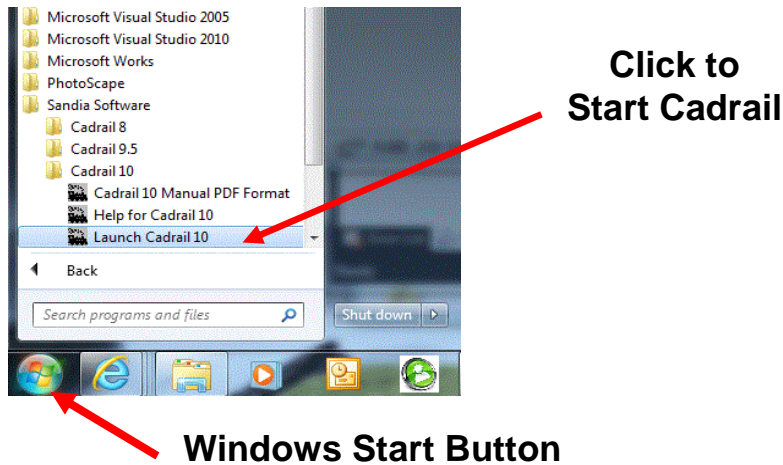 Microsoft Visual Studio 2005
Microsoft Visual Studio 2010
Microsoft Works
PhotoScape
Sandia Software
Cadrail 8
Cadrail 9.5
Cadrail 10
Cadrail 10 Manual PDF Format
Help for Cadrail 10
Launch Cadrail 10
Back
Search programs and files
Shut down
Click to
Start Cadrail
Windows Start Button